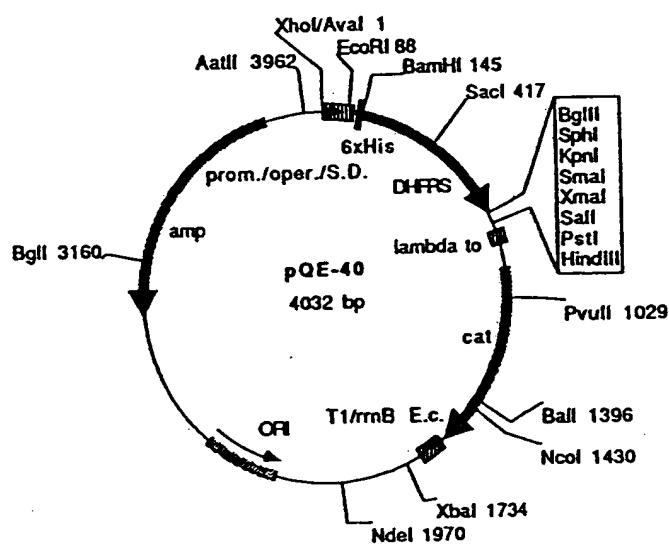 XhoI/AvaI 1
EcoRI 88
AatII 3962
BamHI 145
SacI 417
BglII
SphI
KpnI
SmaI
XmaI
SalI
PstI
HindIII
6xHis
prom./oper./S.D.
DHFRS
amp
lambda to
BglI 3160
pQE-40
4032 bp
PvuII 1029
cat
T1/rrnB E.c.
BalI 1396
ORI
NcoI 1430
XbaI 1734
NdeI 1970